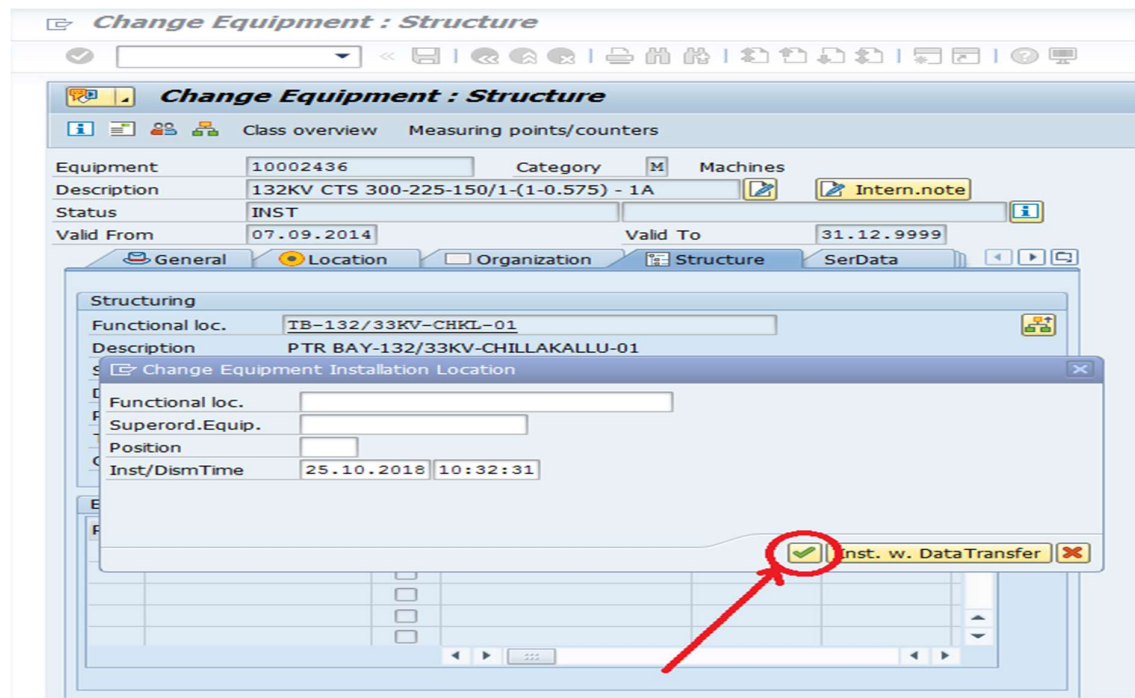 Change Equipment : Structure
Change Equipment : Structure
Class overview Measuring points/counters
Equipment 10002436 Category M Machines
Description 132KV CTS 300-225-150/1-(1-0.575) - 1A Intern.note
Status INST
Valid From 07.09.2014 Valid To 31.12.9999
General Location Organization Structure SerData
Structuring
Functional loc. TB-132/33KV-CHKL-01
Description PTR BAY-132/33KV-CHILLAKALLU-01
Change Equipment Installation Location
Functional loc.
Superord.Equip.
Position
Inst/DismTime 25.10.2018 10:32:31
Inst. w. DataTransfer